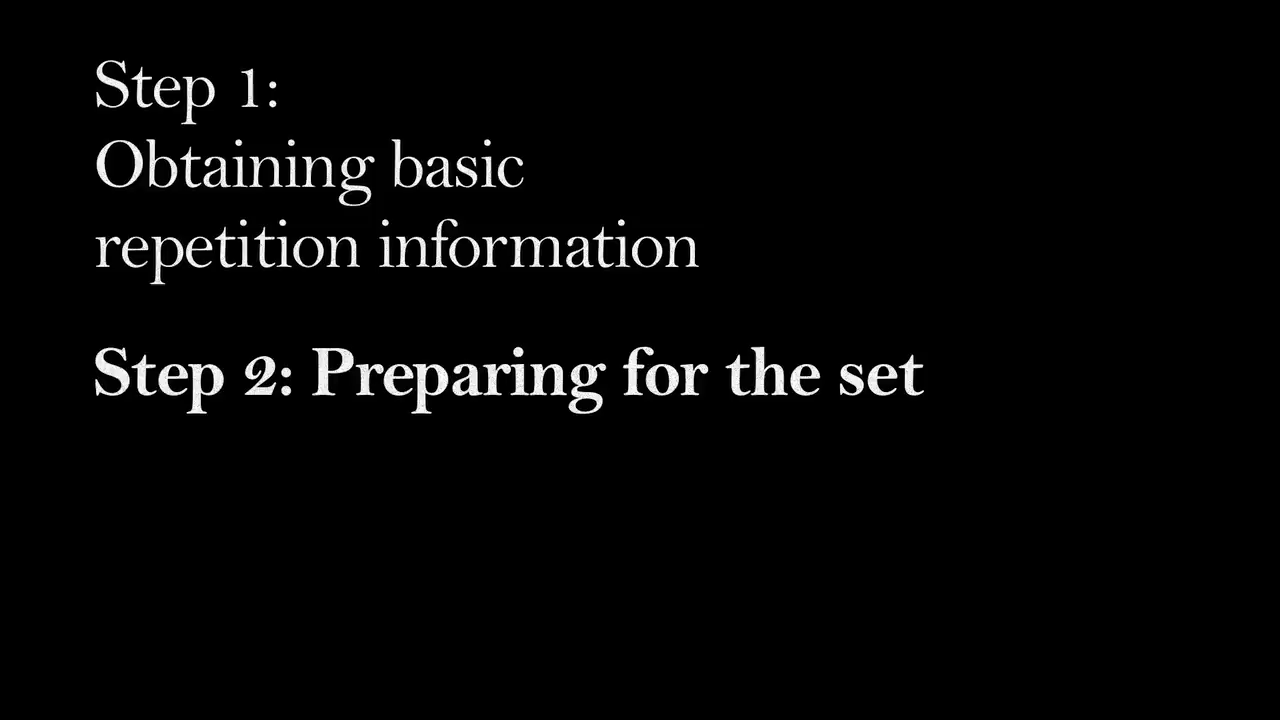 Step 1:
Obtaining basic
repetition information
Step 2: Preparing for the set